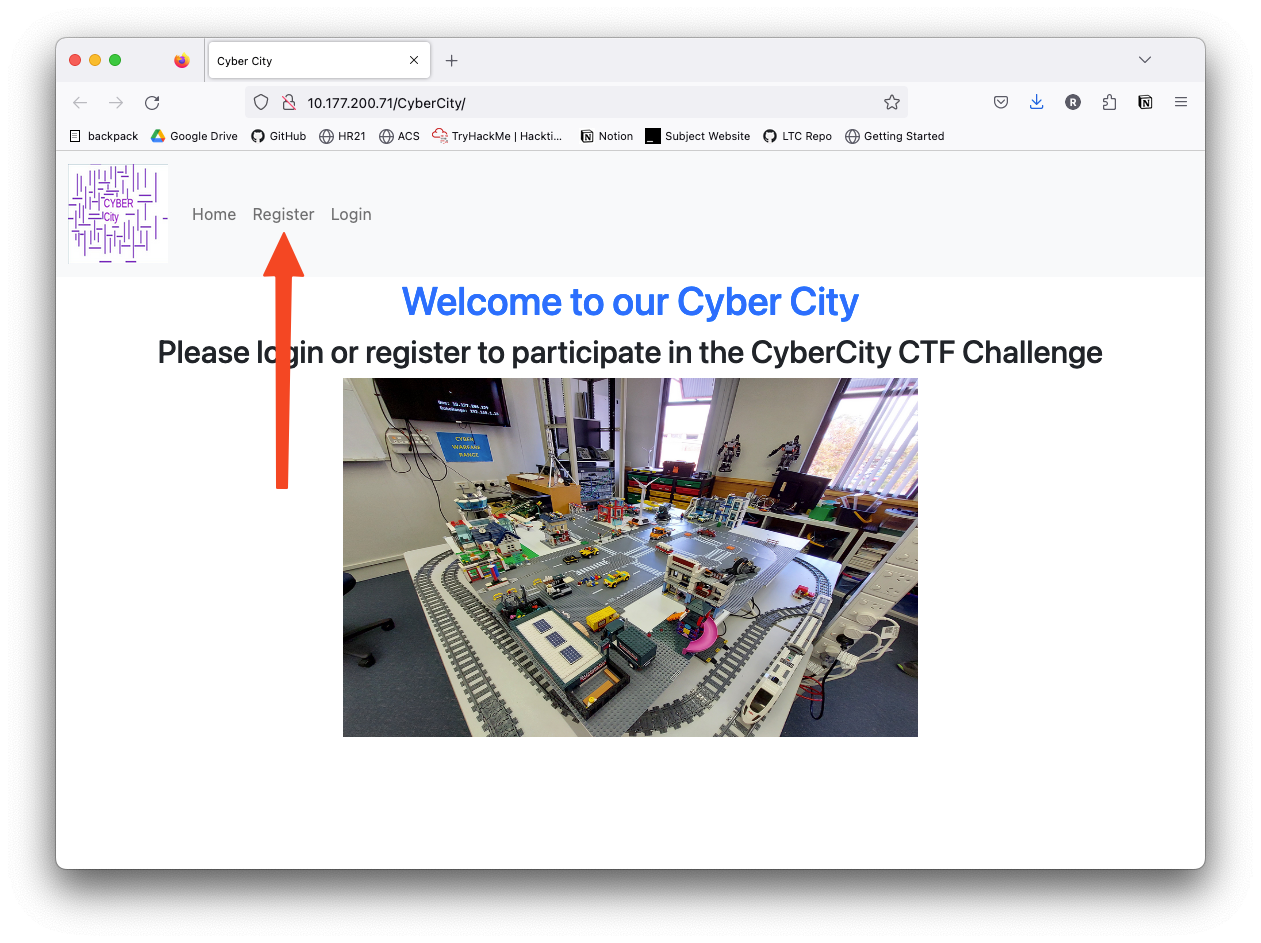 Cyber City
10.177.200.71/CyberCity/
R
N
backpack Google Drive GitHub HR21 ACS TryHackMe | Hackti... Notion Subject Website LTC Repo Getting Started
CYBER
City
Home Register Login
Welcome to our Cyber City
Please login or register to participate in the CyberCity CTF Challenge
CYBER
WARFARE
RANGE